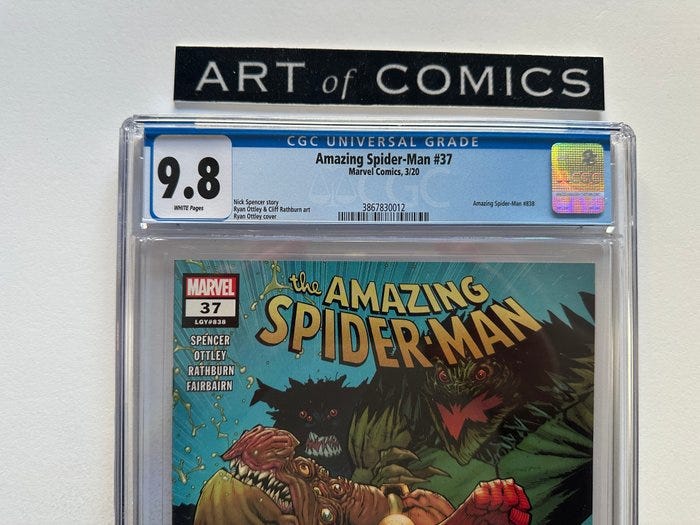 ART of COMICS
CGC UNIVERSAL GRADE
9.8
WHITE Pages
Amazing Spider-Man #37
Marvel Comics, 3/20
Nick Spencer story
Ryan Ottley & Cliff Rathburn art
Ryan Ottley cover
3867830012
Amazing Spider-Man #838
CGC
MARVEL
37
LGY#838
SPENCER
OTTLEY
RATHBURN
FAIRBAIRN
the AMAZING
SPIDER-MAN